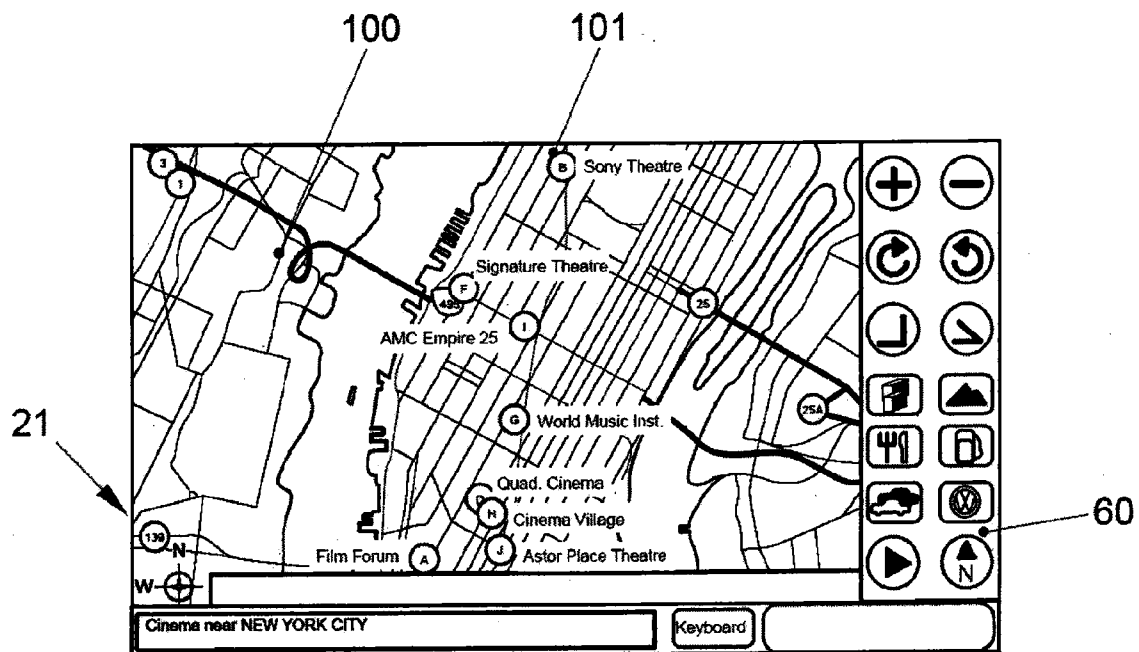 100
101
3
1
B Sony Theatre
Signature Theatre
F
495
25
I
AMC Empire 25
25A
21
G World Music Inst.
Quad. Cinema
D
H Cinema Village
60
139
N
Film Forum A
J Astor Place Theatre
W
N
Cinema near NEW YORK CITY
Keyboard